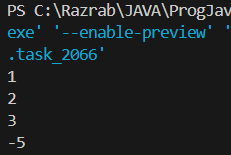 PS C:\Razrab\JAVA\ProgJav
exe' '--enable-preview' '
.task_2066'
1
2
3
-5